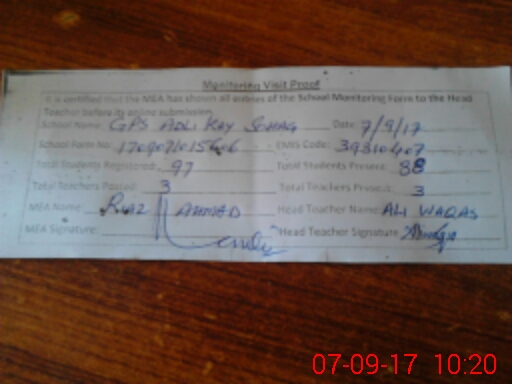 Monitoring Visit Proof
It is certified that the MEA has shown all entries of the School Monitoring Form to the Head
Teacher before its online submission.
School Name: GPS ADLI KAY SOHAG Date: 7/9/17
School Form No: EMIS Code: 39310407
Total Students Registered: 97 Total Students Present: 88
Total Teachers Posted: 3 Total Teachers Present: 3
MEA Name: RIAZ AHMAD Head Teacher Name: ALI WAQAS
MEA Signature: Head Teacher Signature
07-09-17 10:20